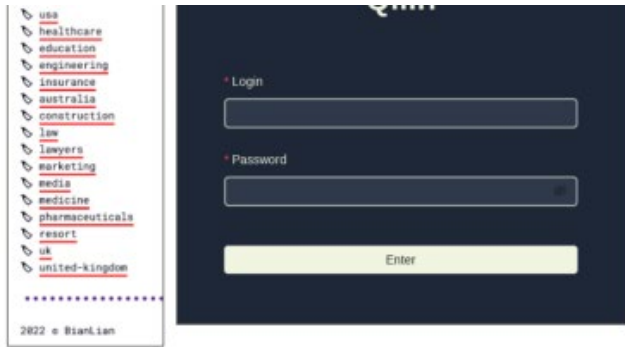 usa
healthcare
education
engineering
insurance
australia
construction
law
lawyers
marketing
media
medicine
pharmaceuticals
resort
uk
united-kingdom
2022 © BianLian
* Login
* Password
Enter